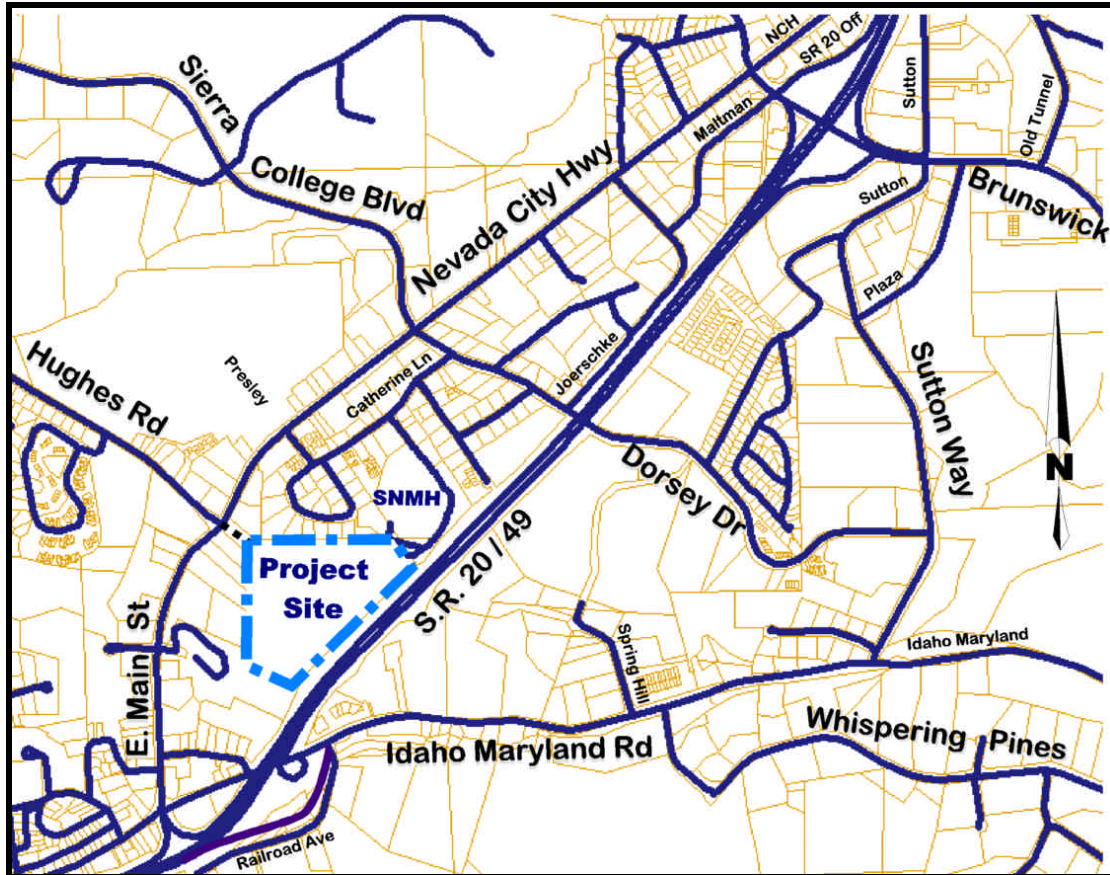 NCH
SR 20 Off
Sierra
Sutton
Maltman
Old Tunnel
College Blvd
Nevada City Hwy
Sutton
Brunswick
Plaza
Hughes Rd
Presley
Catherine Ln
Joerschke
Sutton Way
N
SNMH
Dorsey Dr
S.R. 20 / 49
Project
Site
E. Main St
Spring Hill
Idaho Maryland
Idaho Maryland Rd
Whispering Pines
Railroad Ave